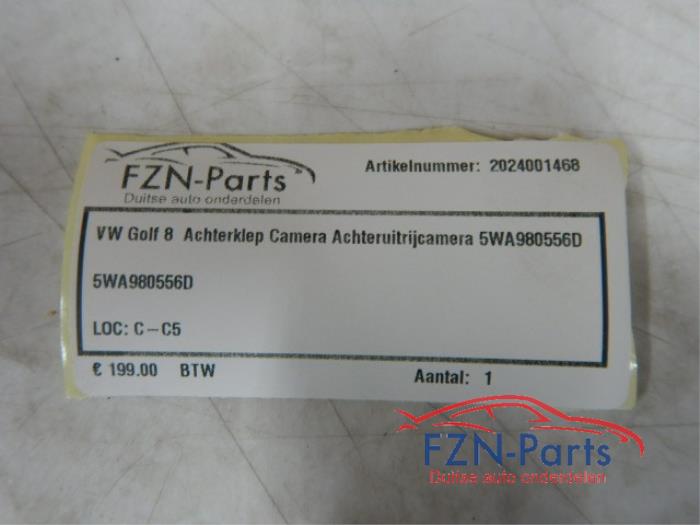 FZN-Parts
Duitse auto onderdelen
Artikelnummer: 2024001468
VW Golf 8 Achterklep Camera Achteruitrijcamera 5WA980556D
5WA980556D
LOC: C-C5
€ 199.00 BTW
Aantal: 1
FZN-Parts
Duitse auto onderdelen